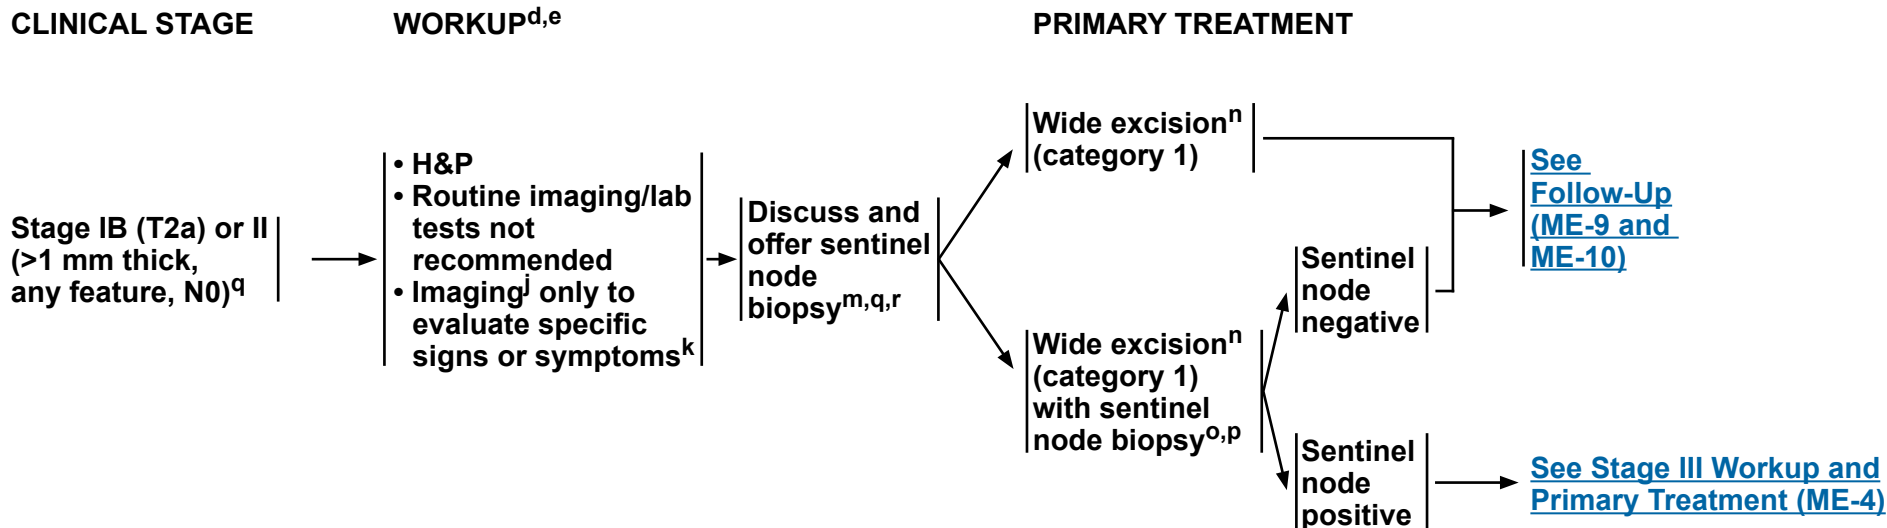 CLINICAL STAGE
WORKUPd,e
PRIMARY TREATMENT
Stage IB (T2a) or II
(>1 mm thick,
any feature, N0)q
• H&P
• Routine imaging/lab
tests not
recommended
• Imagingj only to
evaluate specific
signs or symptomsk
Discuss and
offer sentinel
node
biopsym,q,r
Wide excisionn
(category 1)
Wide excisionn
(category 1)
with sentinel
node biopsyo,p
Sentinel
node
negative
Sentinel
node
positive
See
Follow-Up
(ME-9 and
ME-10)
See Stage III Workup and
Primary Treatment (ME-4)